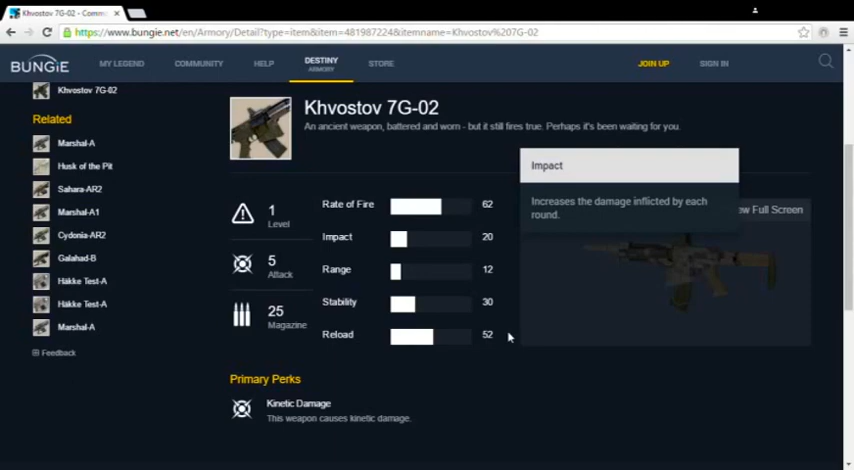 Khvostov 7G-02 - Comm
https://www.bungie.net/en/Armory/Detail?type=item&item=481987224&itemname=Khvostov%207G-02
BUNGIE
MY LEGEND
COMMUNITY
HELP
DESTINY
ARMORY
STORE
JOIN UP
SIGN IN
Khvostov 7G-02
Related
Marshal-A
Husk of the Pit
Sahara-AR2
Marshal-A1
Cydonia-AR2
Galahad-B
Häkke Test-A
Häkke Test-A
Marshal-A
Feedback
Khvostov 7G-02
An ancient weapon, battered and worn - but it still fires true. Perhaps it's been waiting for you.
1
Level
5
Attack
25
Magazine
Rate of Fire 62
Impact 20
Range 12
Stability 30
Reload 52
Impact
Increases the damage inflicted by each
round.
Full Screen
Primary Perks
Kinetic Damage
This weapon causes kinetic damage.